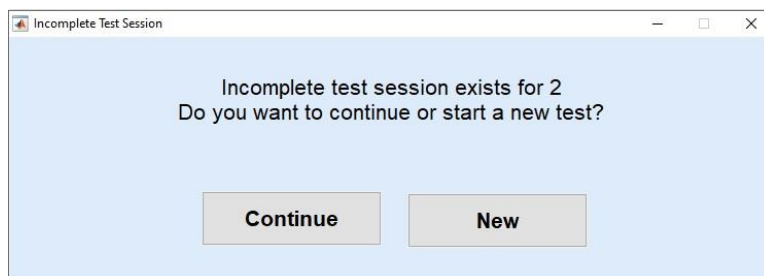 Incomplete Test Session
Incomplete test session exists for 2
Do you want to continue or start a new test?
Continue
New